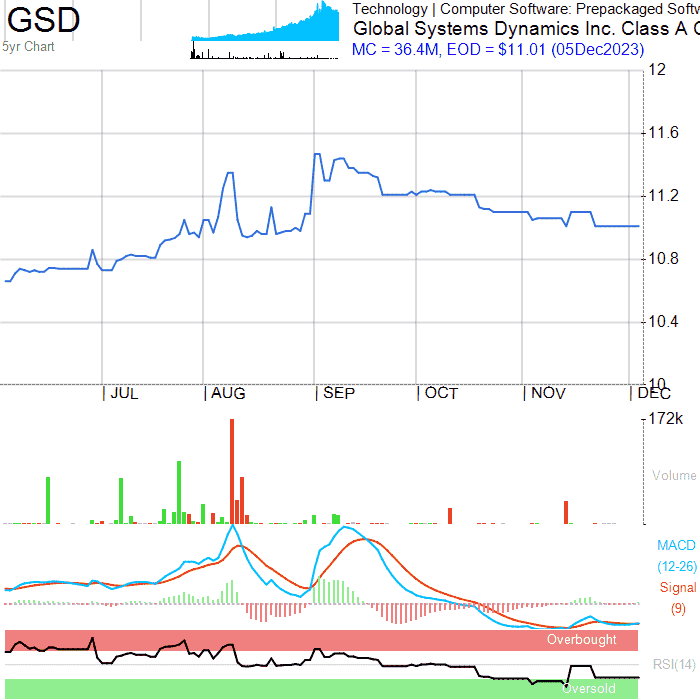 GSD
5yr Chart
Technology | Computer Software: Prepackaged Softw
Global Systems Dynamics Inc. Class A C
MC = 36.4M, EOD = $11.01 (05Dec2023)
12
11.6
11.2
10.8
10.4
10
JUL AUG SEP OCT NOV DEC
172k
Volume
MACD
(12-26)
Signal
(9)
Overbought
RSI(14)
Oversold